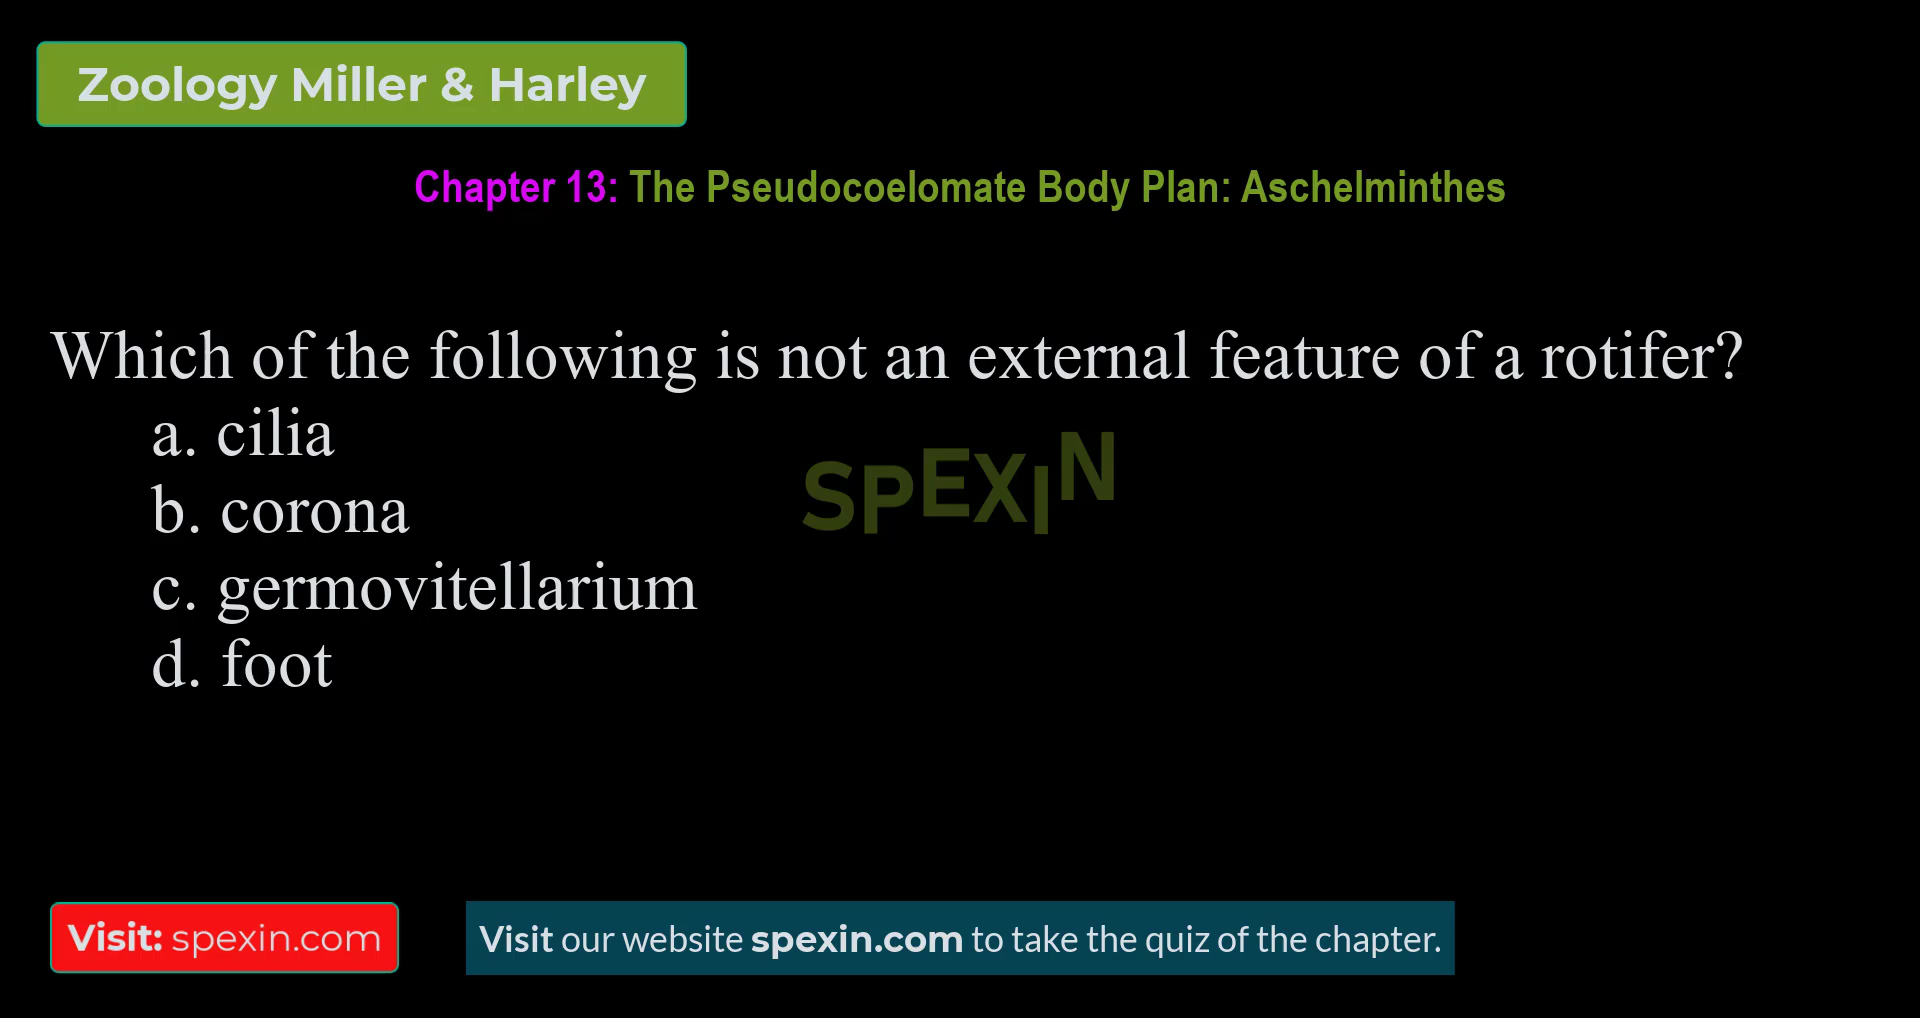 Zoology Miller & Harley
Chapter 13: The Pseudocoelomate Body Plan: Aschelminthes
Which of the following is not an external feature of a rotifer?
a. cilia
b. corona
SPEXIN
c. germovitellarium
d. foot
Visit: spexin.com
Visit our website spexin.com to take the quiz of the chapter.